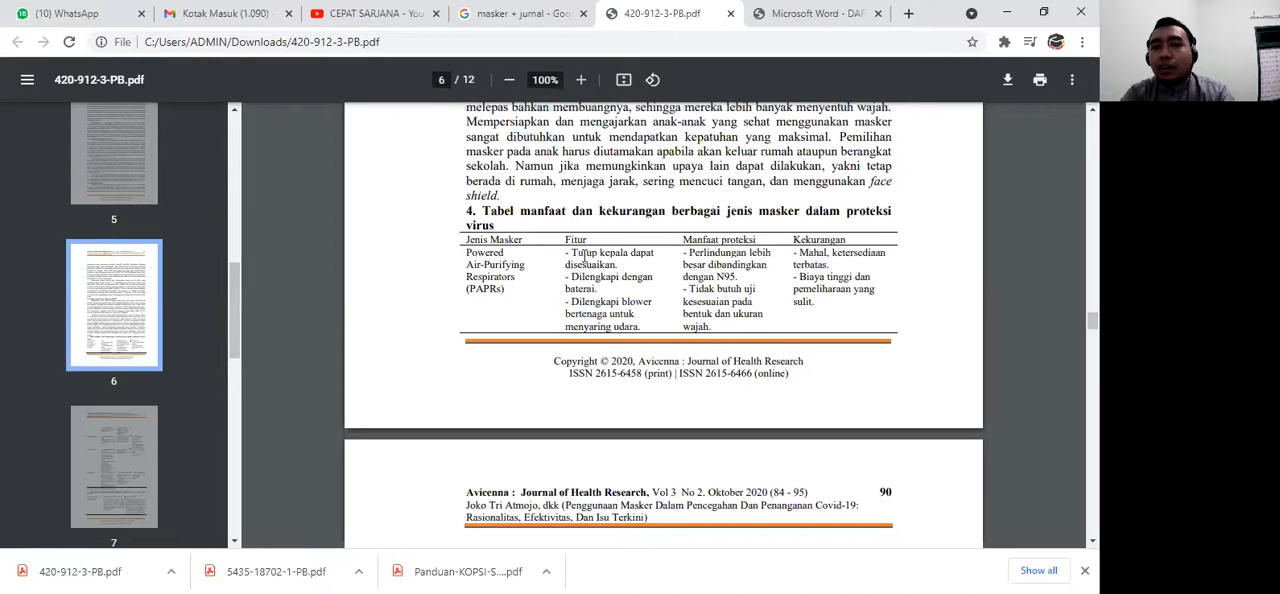 (10) WhatsApp
Kotak Masuk (1.090) -
CEPAT SARJANA - You
masker + jurnal - Goo
420-912-3-PB.pdf
Microsoft Word - DAF
File
C:/Users/ADMIN/Downloads/420-912-3-PB.pdf
420-912-3-PB.pdf
6 / 12
100%
5
6
7
melepas bahkan membuangnya, sehingga mereka lebih banyak menyentuh wajah.
Mempersiapkan dan mengajarkan anak-anak yang sehat menggunakan masker
sangat dibutuhkan untuk mendapatkan kepatuhan yang maksimal. Pemilihan
masker pada anak harus diutamakan apabila akan keluar rumah ataupun berangkat
sekolah. Namun jika memungkinkan upaya lain dapat dilakukan, yakni tetap
berada di rumah, menjaga jarak, sering mencuci tangan, dan menggunakan face
shield.
4. Tabel manfaat dan kekurangan berbagai jenis masker dalam proteksi
virus
Jenis Masker Fitur Manfaat proteksi Kekurangan
Powered - Tutup kepala dapat - Perlindungan lebih - Mahal, ketersediaan
Air-Purifying disesuaikan. besar dibandingkan terbatas.
Respirators - Dilengkapi dengan dengan N95. - Biaya tinggi dan
(PAPRs) baterai. - Tidak butuh uji pemeliharaan yang
- Dilengkapi blower kesesuaian pada sulit.
bertenaga untuk bentuk dan ukuran
menyaring udara. wajah.
Copyright © 2020, Avicenna : Journal of Health Research
ISSN 2615-6458 (print) | ISSN 2615-6466 (online)
Avicenna : Journal of Health Research, Vol 3 No 2. Oktober 2020 (84 - 95) 90
Joko Tri Atmojo, dkk (Penggunaan Masker Dalam Pencegahan Dan Penanganan Covid-19:
Rasionalitas, Efektivitas, Dan Isu Terkini)
420-912-3-PB.pdf
5435-18702-1-PB.pdf
Panduan-KOPSI-S....pdf
Show all